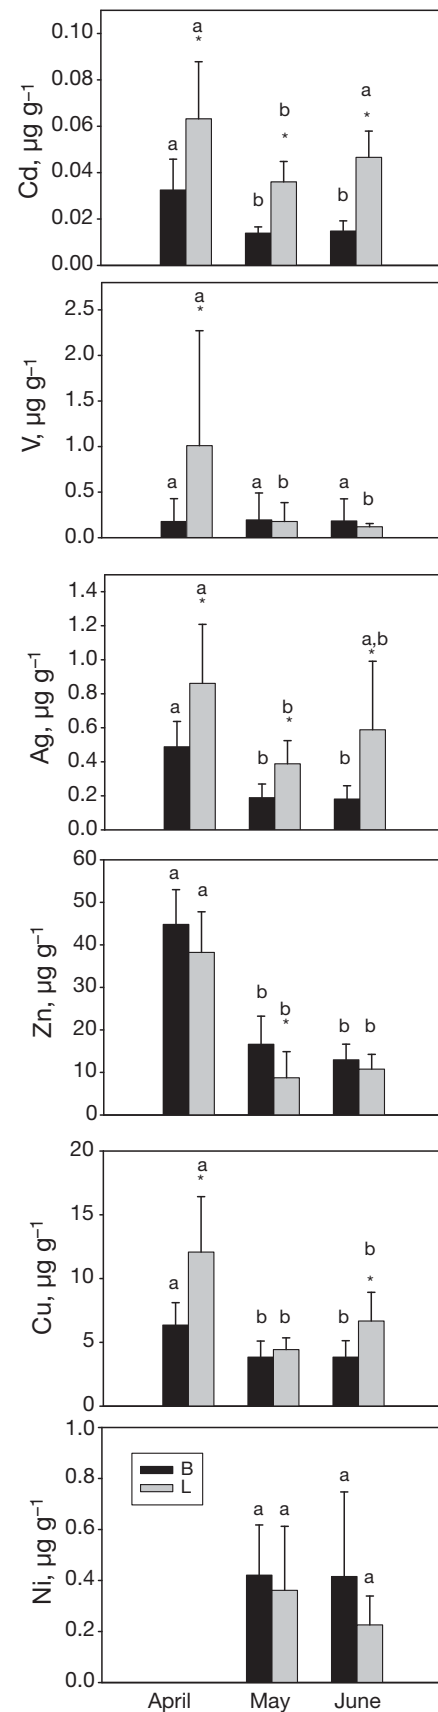 0.10
0.08
0.06
0.04
0.02
0.00
Cd, µg g–1
a
*
a
b
*
b
a
*
b
2.5
2.0
1.5
1.0
0.5
0.0
V, µg g–1
a
*
a
a
b
a
b
1.4
1.2
1.0
0.8
0.6
0.4
0.2
0.0
Ag, µg g–1
a
*
a
b
*
b
a,b
*
b
60
50
40
30
20
10
0
Zn, µg g–1
a
a
b
b
*
b
b
20
15
10
5
0
Cu, µg g–1
a
*
a
b
b
b
*
b
1.0
0.8
0.6
0.4
0.2
0.0
Ni, µg g–1
B
L
a
a
a
a
April
May
June